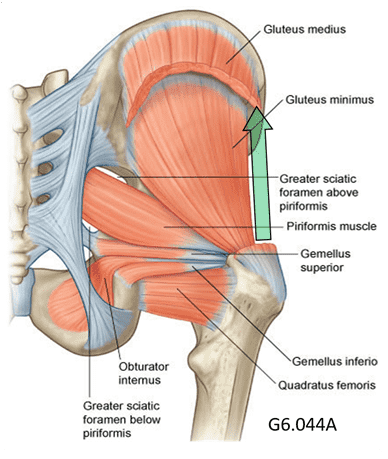 Gluteus medius
Gluteus minimus
Greater sciatic
foramen above
piriformis
Piriformis muscle
Gemellus
superior
Gemellus inferio
Quadratus femoris
Obturator
internus
Greater sciatic
foramen below
piriformis
G6.044A